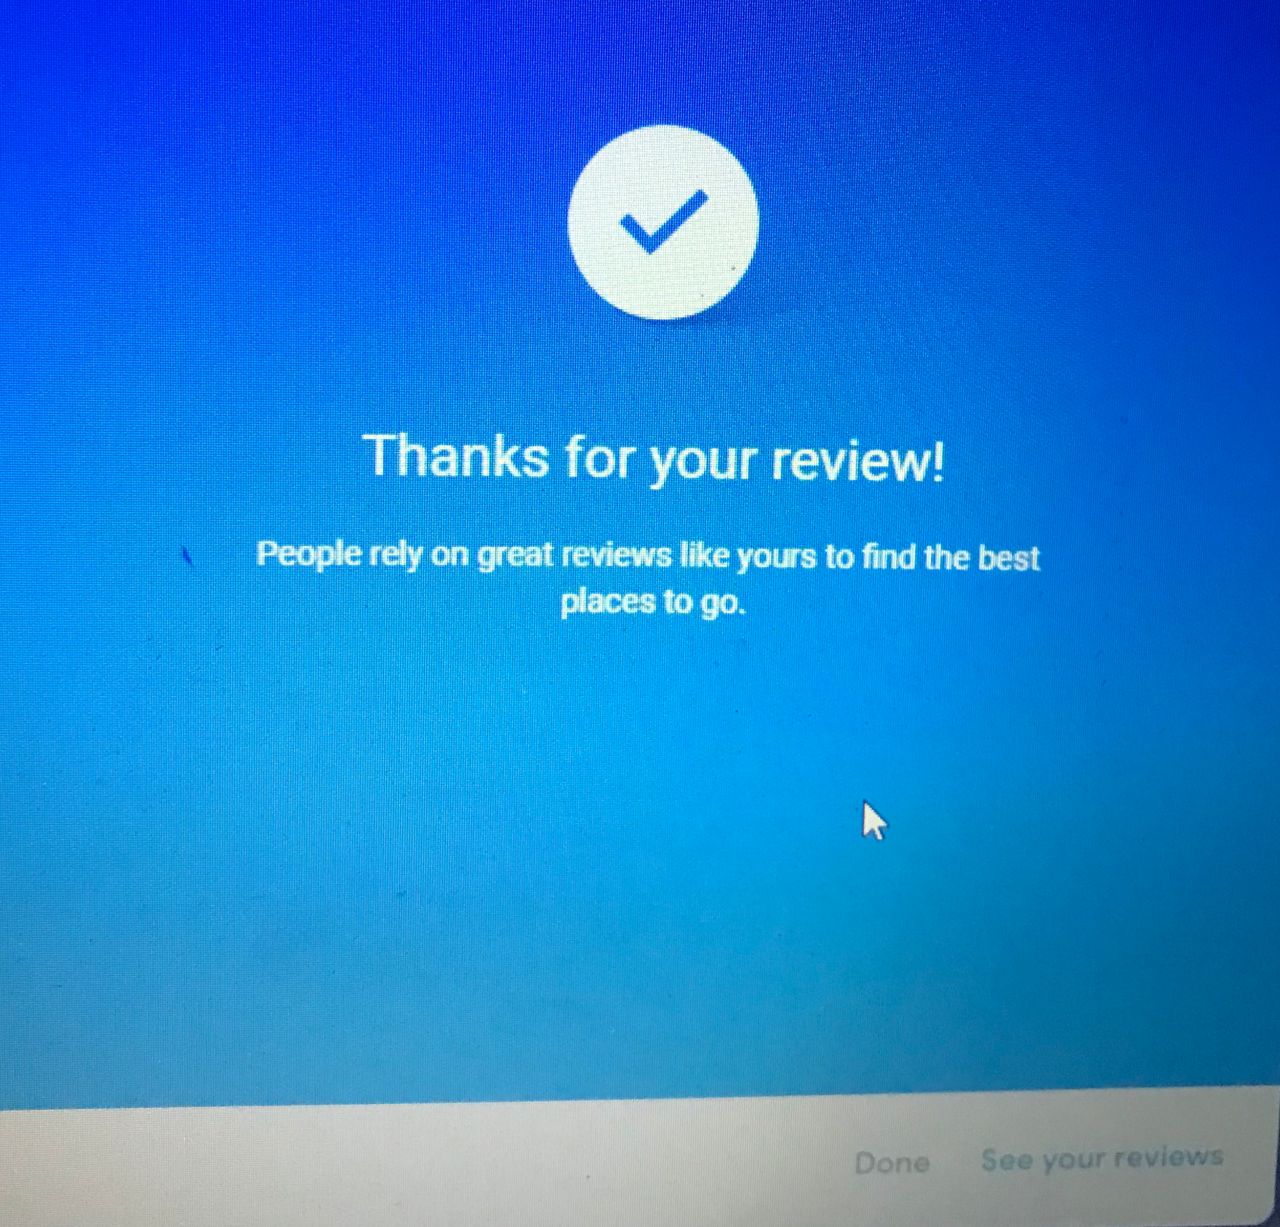 Thanks for your review!
People rely on great reviews like yours to find the best
places to go.
Done See your reviews